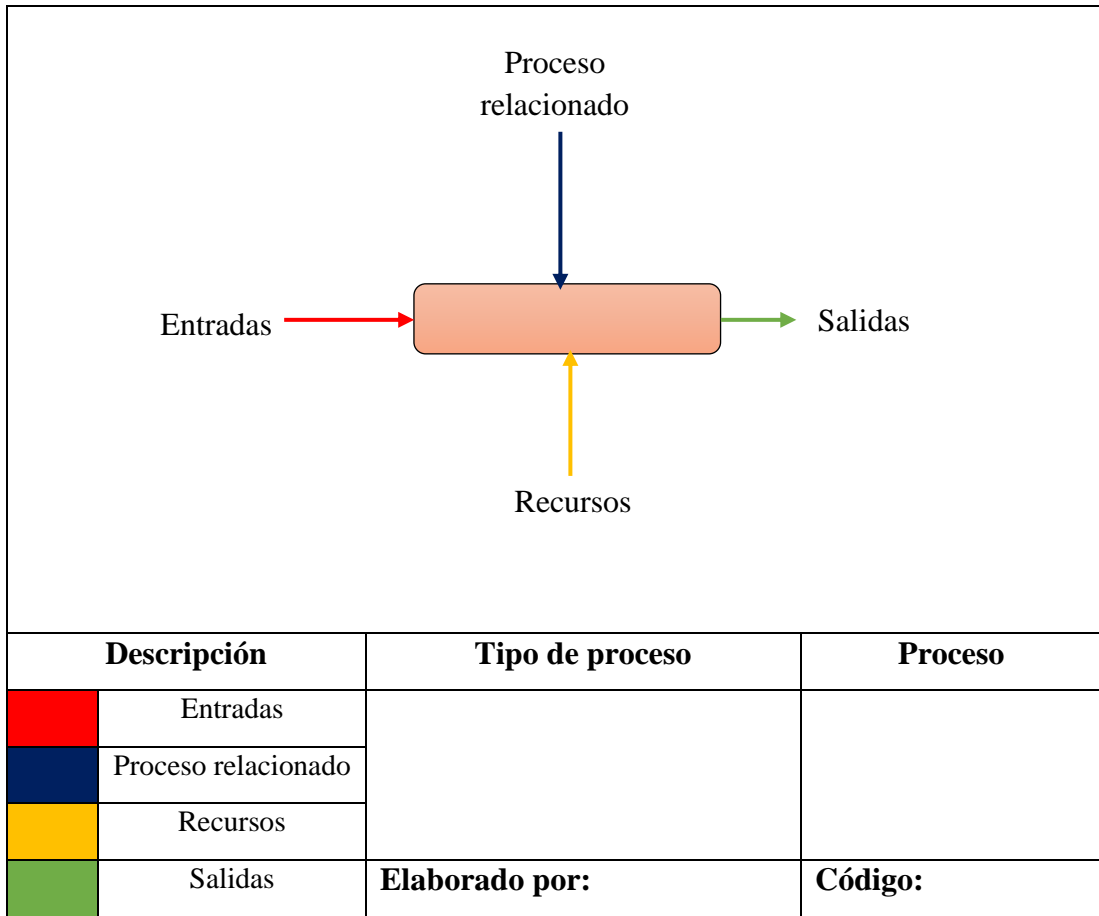 Proceso
relacionado
Entradas
Salidas
Recursos
Descripción Tipo de proceso Proceso
Entradas
Proceso relacionado
Recursos
Salidas Elaborado por: Código: